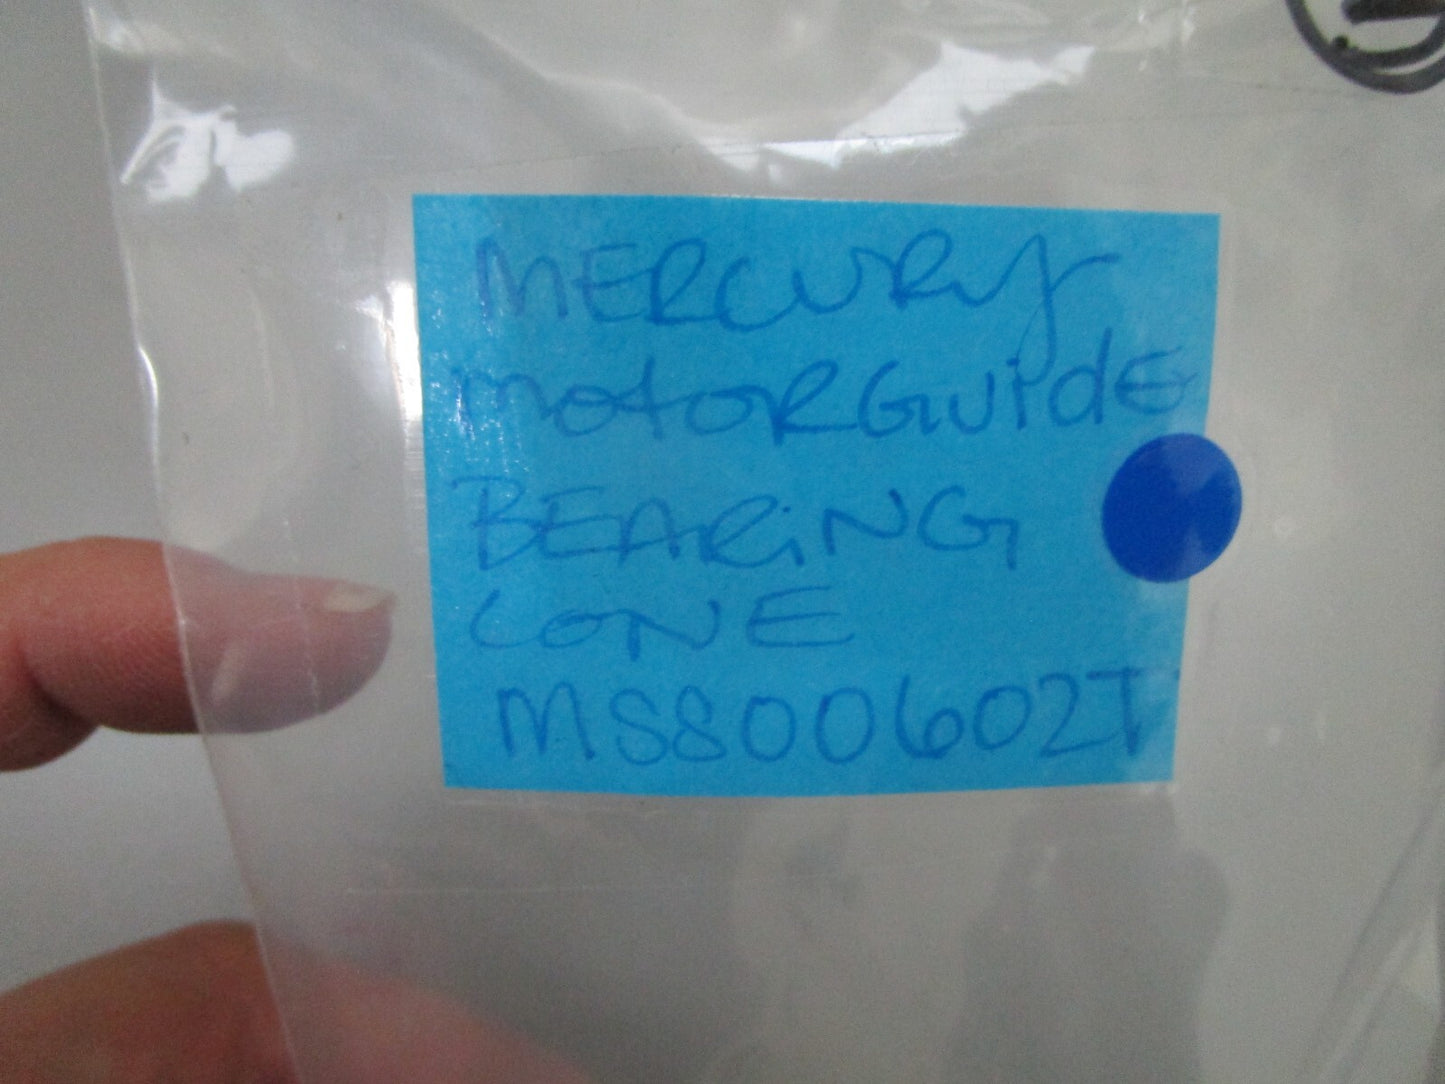 MERCURY
MOTORGUIDE
BEARING
CONE
MS800602T